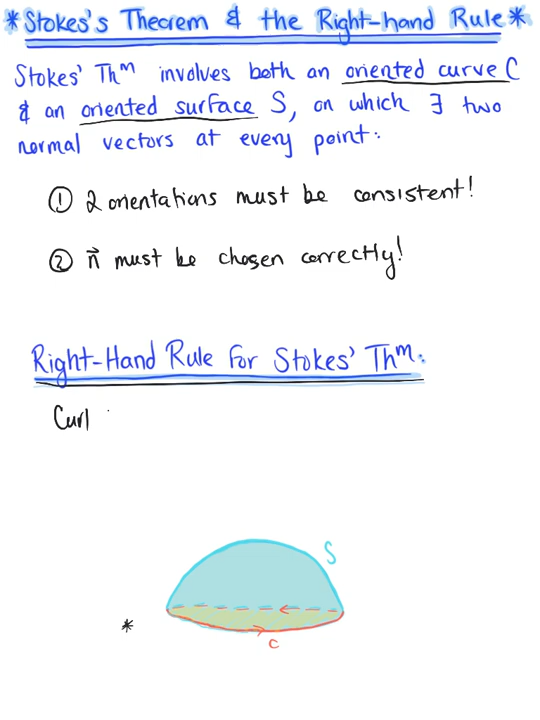 *Stokes's Theorem & the Right-hand Rule*
Stokes' Thᵐ involves both an oriented curve C
& an oriented surface S, on which ∃ two
normal vectors at every point:
① 2 orientations must be consistent!
② n⃗ must be chosen correctly!
Right-Hand Rule for Stokes' Thᵐ:
Curl
S
*
C